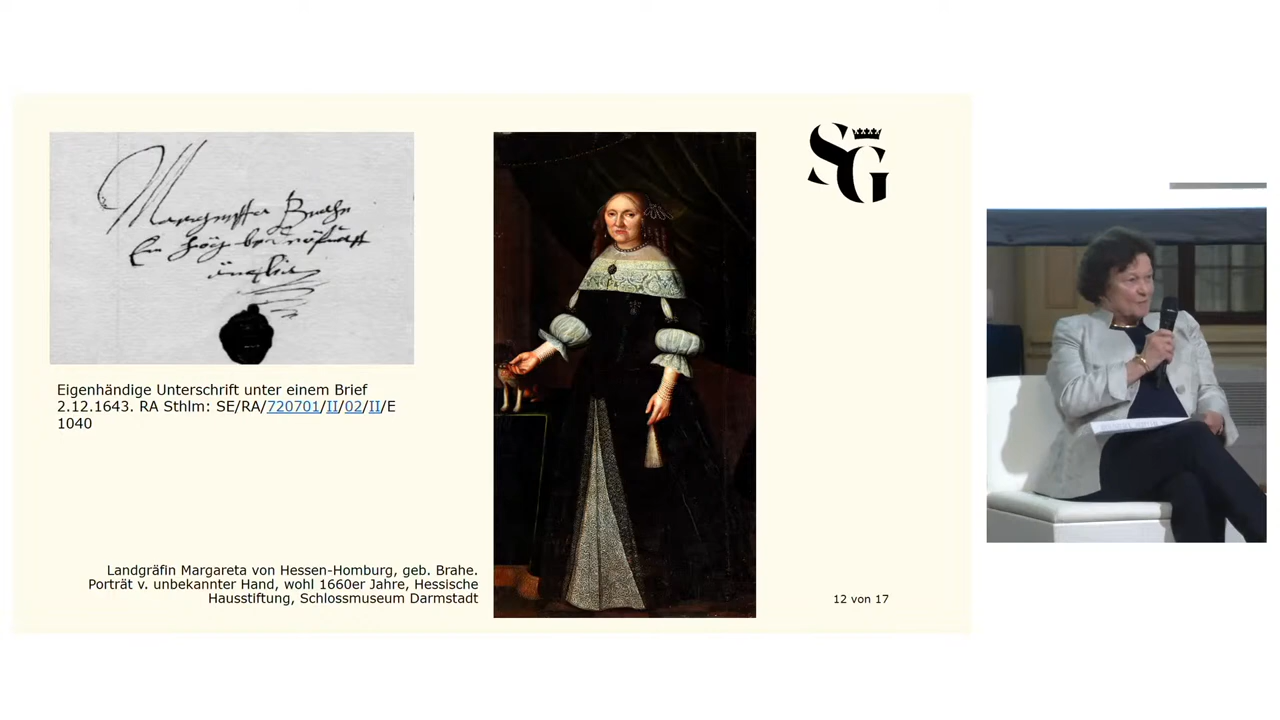 Margretta Brahe
SG
Eigenhändige Unterschrift unter einem Brief
2.12.1643. RA Sthlm: SE/RA/720701/II/02/II/E
1040
Landgräfin Margareta von Hessen-Homburg, geb. Brahe.
Porträt v. unbekannter Hand, wohl 1660er Jahre, Hessische
Hausstiftung, Schlossmuseum Darmstadt
12 von 17